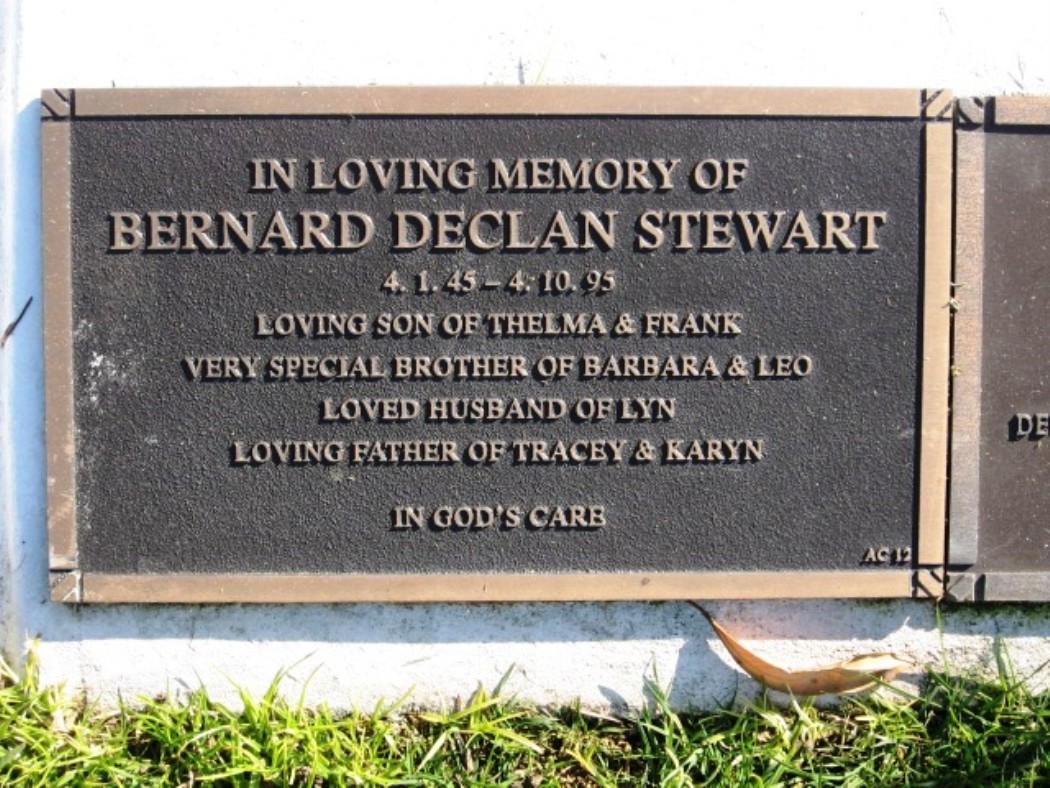 IN LOVING MEMORY OF
BERNARD DECLAN STEWART
4. 1. 45 – 4. 10. 95
LOVING SON OF THELMA & FRANK
VERY SPECIAL BROTHER OF BARBARA & LEO
LOVED HUSBAND OF LYN
LOVING FATHER OF TRACEY & KARYN
IN GOD'S CARE
AC 12
DE